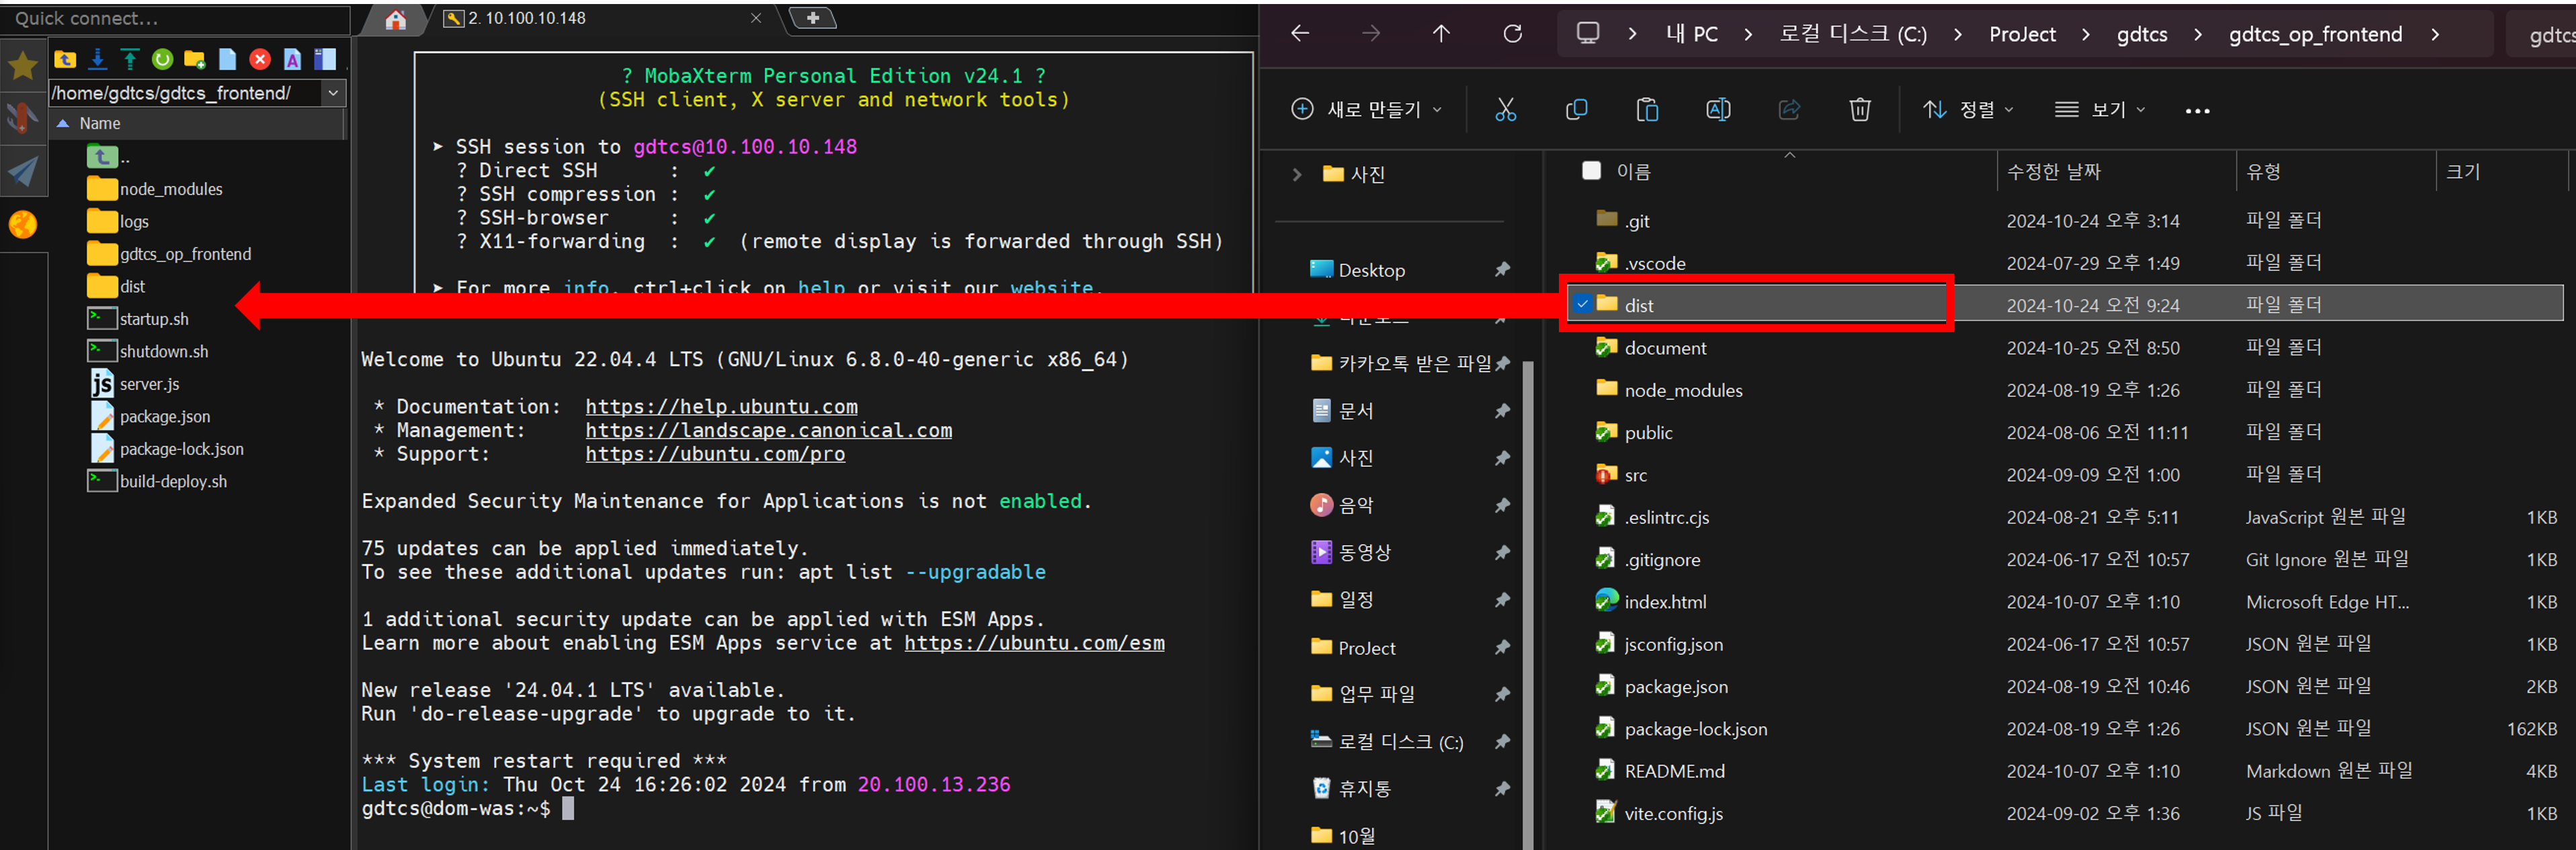 Quick connect...
2. 10.100.10.148
/home/gdtcs/gdtcs_frontend/
Name
..
node_modules
logs
gdtcs_op_frontend
dist
startup.sh
shutdown.sh
server.js
package.json
package-lock.json
build-deploy.sh
? MobaXterm Personal Edition v24.1 ?
(SSH client, X server and network tools)
➤ SSH session to gdtcs@10.100.10.148
? Direct SSH : ✔
? SSH compression : ✔
? SSH-browser : ✔
? X11-forwarding : ✔ (remote display is forwarded through SSH)
➤ For more info, ctrl+click on help or visit our website.
Welcome to Ubuntu 22.04.4 LTS (GNU/Linux 6.8.0-40-generic x86_64)
* Documentation: https://help.ubuntu.com
* Management: https://landscape.canonical.com
* Support: https://ubuntu.com/pro
Expanded Security Maintenance for Applications is not enabled.
75 updates can be applied immediately.
To see these additional updates run: apt list --upgradable
1 additional security update can be applied with ESM Apps.
Learn more about enabling ESM Apps service at https://ubuntu.com/esm
New release '24.04.1 LTS' available.
Run 'do-release-upgrade' to upgrade to it.
*** System restart required ***
Last login: Thu Oct 24 16:26:02 2024 from 20.100.13.236
gdtcs@dom-was:~$
내 PC > 로컬 디스크 (C:) > ProJect > gdtcs > gdtcs_op_frontend >
gdtcs
새로 만들기 정렬 보기 ...
사진
Desktop
카카오톡 받은 파일
문서
사진
음악
동영상
일정
ProJect
업무 파일
로컬 디스크 (C:)
휴지통
10월
이름 수정한 날짜 유형 크기
.git 2024-10-24 오후 3:14 파일 폴더
.vscode 2024-07-29 오후 1:49 파일 폴더
dist 2024-10-24 오전 9:24 파일 폴더
document 2024-10-25 오전 8:50 파일 폴더
node_modules 2024-08-19 오후 1:26 파일 폴더
public 2024-08-06 오전 11:11 파일 폴더
src 2024-09-09 오전 1:00 파일 폴더
.eslintrc.cjs 2024-08-21 오후 5:11 JavaScript 원본 파일 1KB
.gitignore 2024-06-17 오전 10:57 Git Ignore 원본 파일 1KB
index.html 2024-10-07 오후 1:10 Microsoft Edge HT... 1KB
jsconfig.json 2024-06-17 오전 10:57 JSON 원본 파일 1KB
package.json 2024-08-19 오전 10:46 JSON 원본 파일 2KB
package-lock.json 2024-08-19 오후 1:26 JSON 원본 파일 162KB
README.md 2024-10-07 오후 1:10 Markdown 원본 파일 4KB
vite.config.js 2024-09-02 오후 1:36 JS 파일 1KB